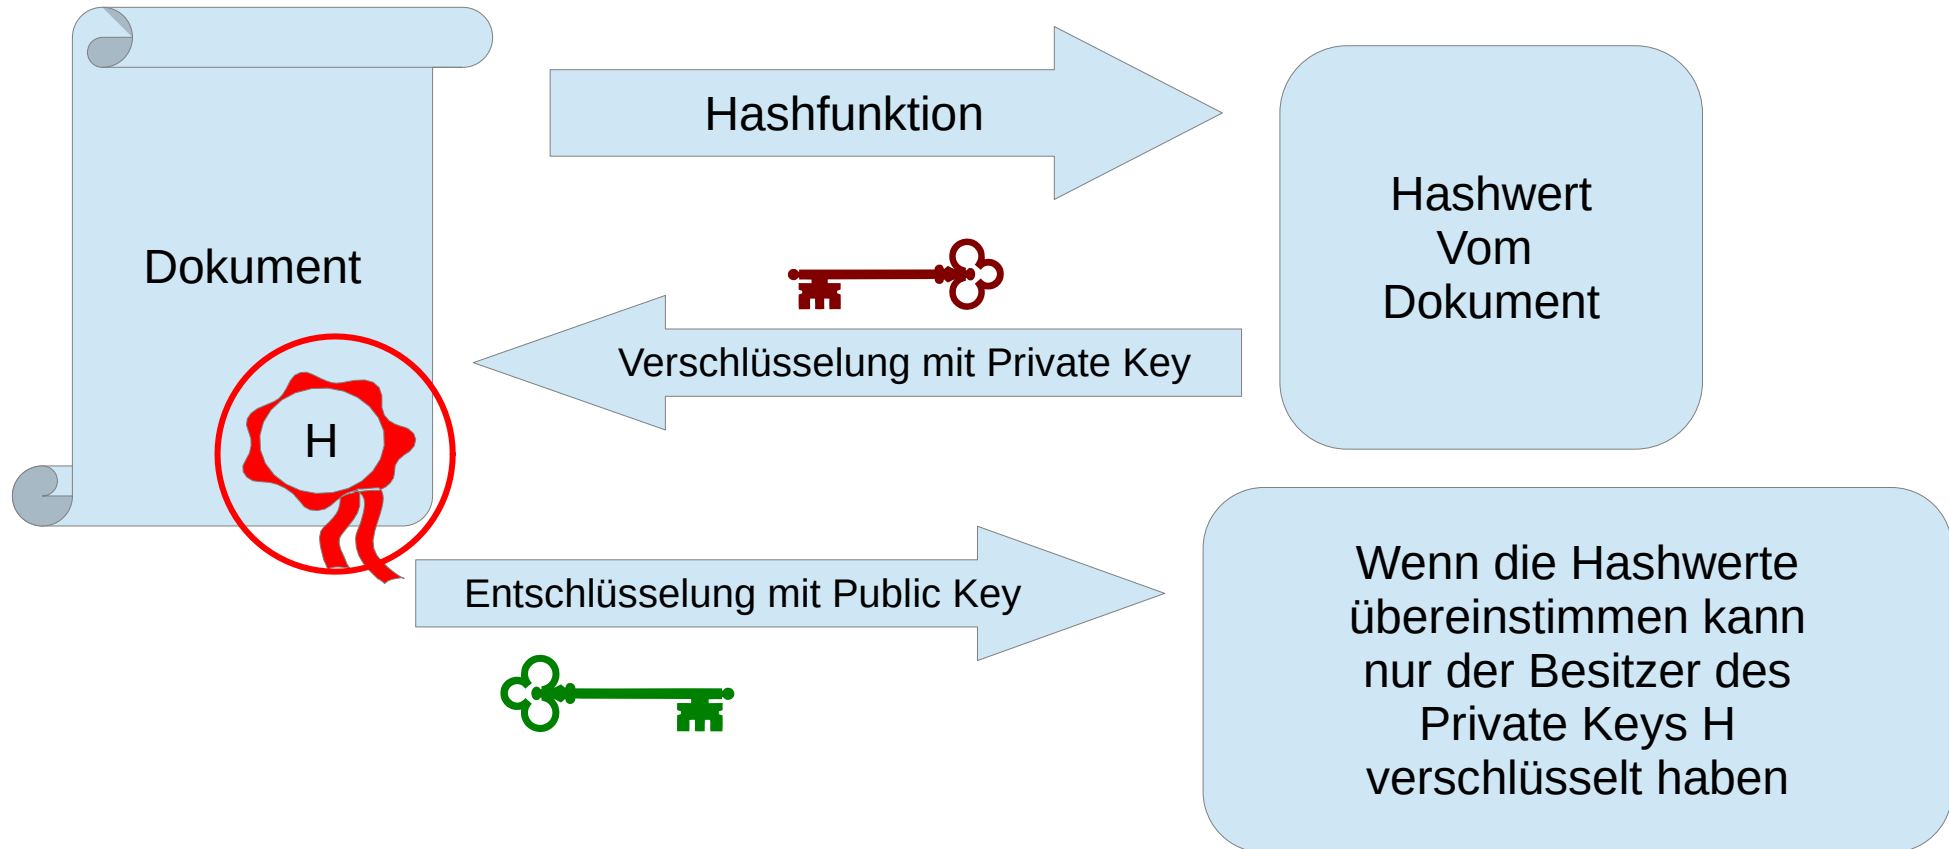 Hashfunktion
Hashwert
Vom
Dokument
Dokument
Verschlüsselung mit Private Key
H
Entschlüsselung mit Public Key
Wenn die Hashwerte
übereinstimmen kann
nur der Besitzer des
Private Keys H
verschlüsselt haben